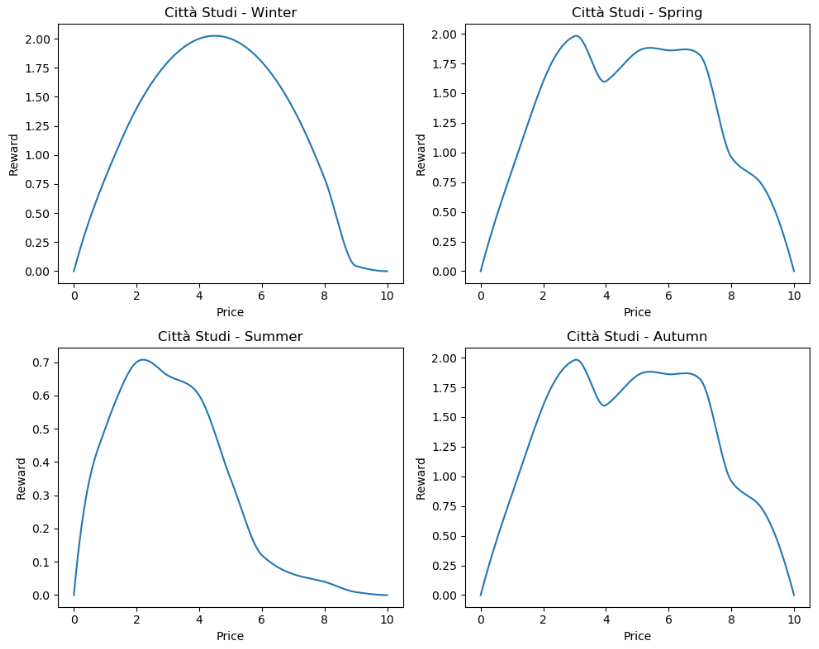 Città Studi - Winter
2.00
1.75
1.50
1.25
1.00
0.75
0.50
0.25
0.00
Reward
0 2 4 6 8 10
Price
Città Studi - Spring
2.00
1.75
1.50
1.25
1.00
0.75
0.50
0.25
0.00
Reward
0 2 4 6 8 10
Price
Città Studi - Summer
0.7
0.6
0.5
0.4
0.3
0.2
0.1
0.0
Reward
0 2 4 6 8 10
Price
Città Studi - Autumn
2.00
1.75
1.50
1.25
1.00
0.75
0.50
0.25
0.00
Reward
0 2 4 6 8 10
Price